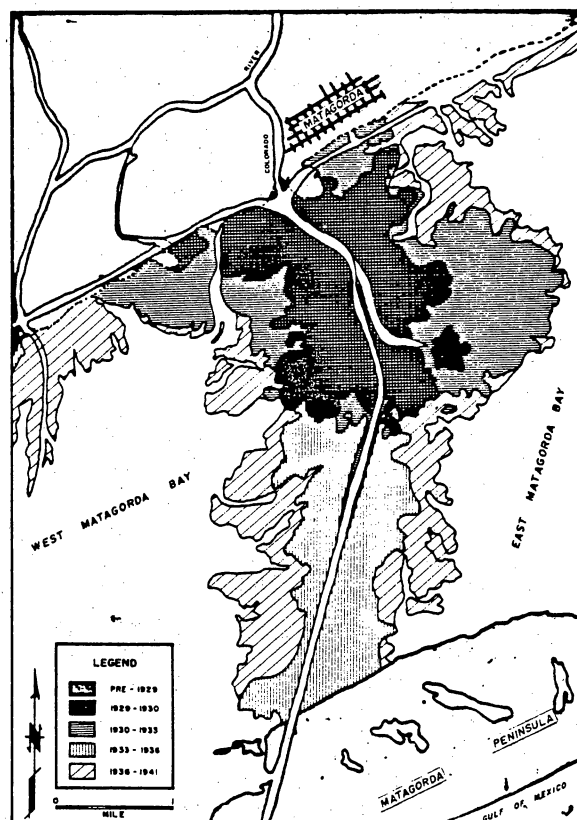 RIVER
COLORADO
MATAGORDA
WEST MATAGORDA BAY
EAST MATAGORDA BAY
LEGEND
PRE - 1929
1929 - 1930
1930 - 1933
1933 - 1936
1936 - 1941
0 1
MILE
MATAGORDA
PENINSULA
GULF OF MEXICO